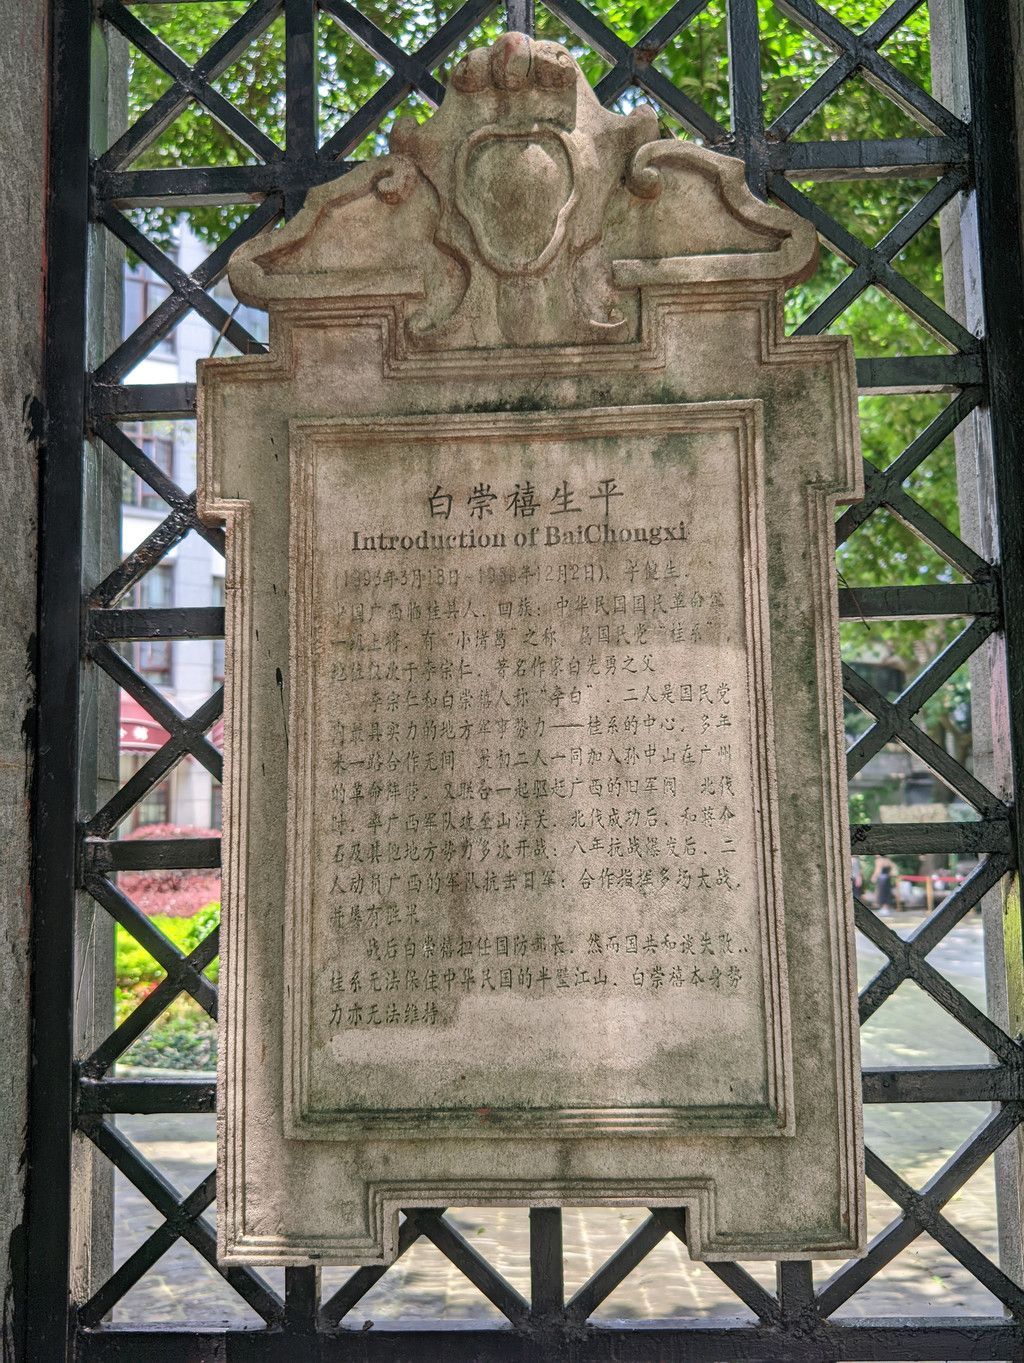 白崇禧生平
Introduction of BaiChongxi
(1893年3月18日-1966年12月2日)，字健生，
中国广西临桂县人，回族；中华民国国民革命军
一级上将，有“小诸葛”之称，属国民党“桂系”，
地位仅次于李宗仁，著名作家白先勇之父
李宗仁和白崇禧人称“李白”，二人是国民党
内最具实力的地方军事势力——桂系的中心，多年
来一路合作无间 最初二人一同加入孙中山在广州
的革命阵营，又联合一起驱赶广西的旧军阀 北伐
时，率广西军队攻至山海关，北伐成功后，和蒋介
石及其他地方势力多次开战；八年抗战爆发后，二
人动员广西的军队抗击日军；合作指挥多场大战，
并屡有胜果
战后白崇禧担任国防部长，然而国共和谈失败，
桂系无法保住中华民国的半壁江山，白崇禧本身势
力亦无法维持。